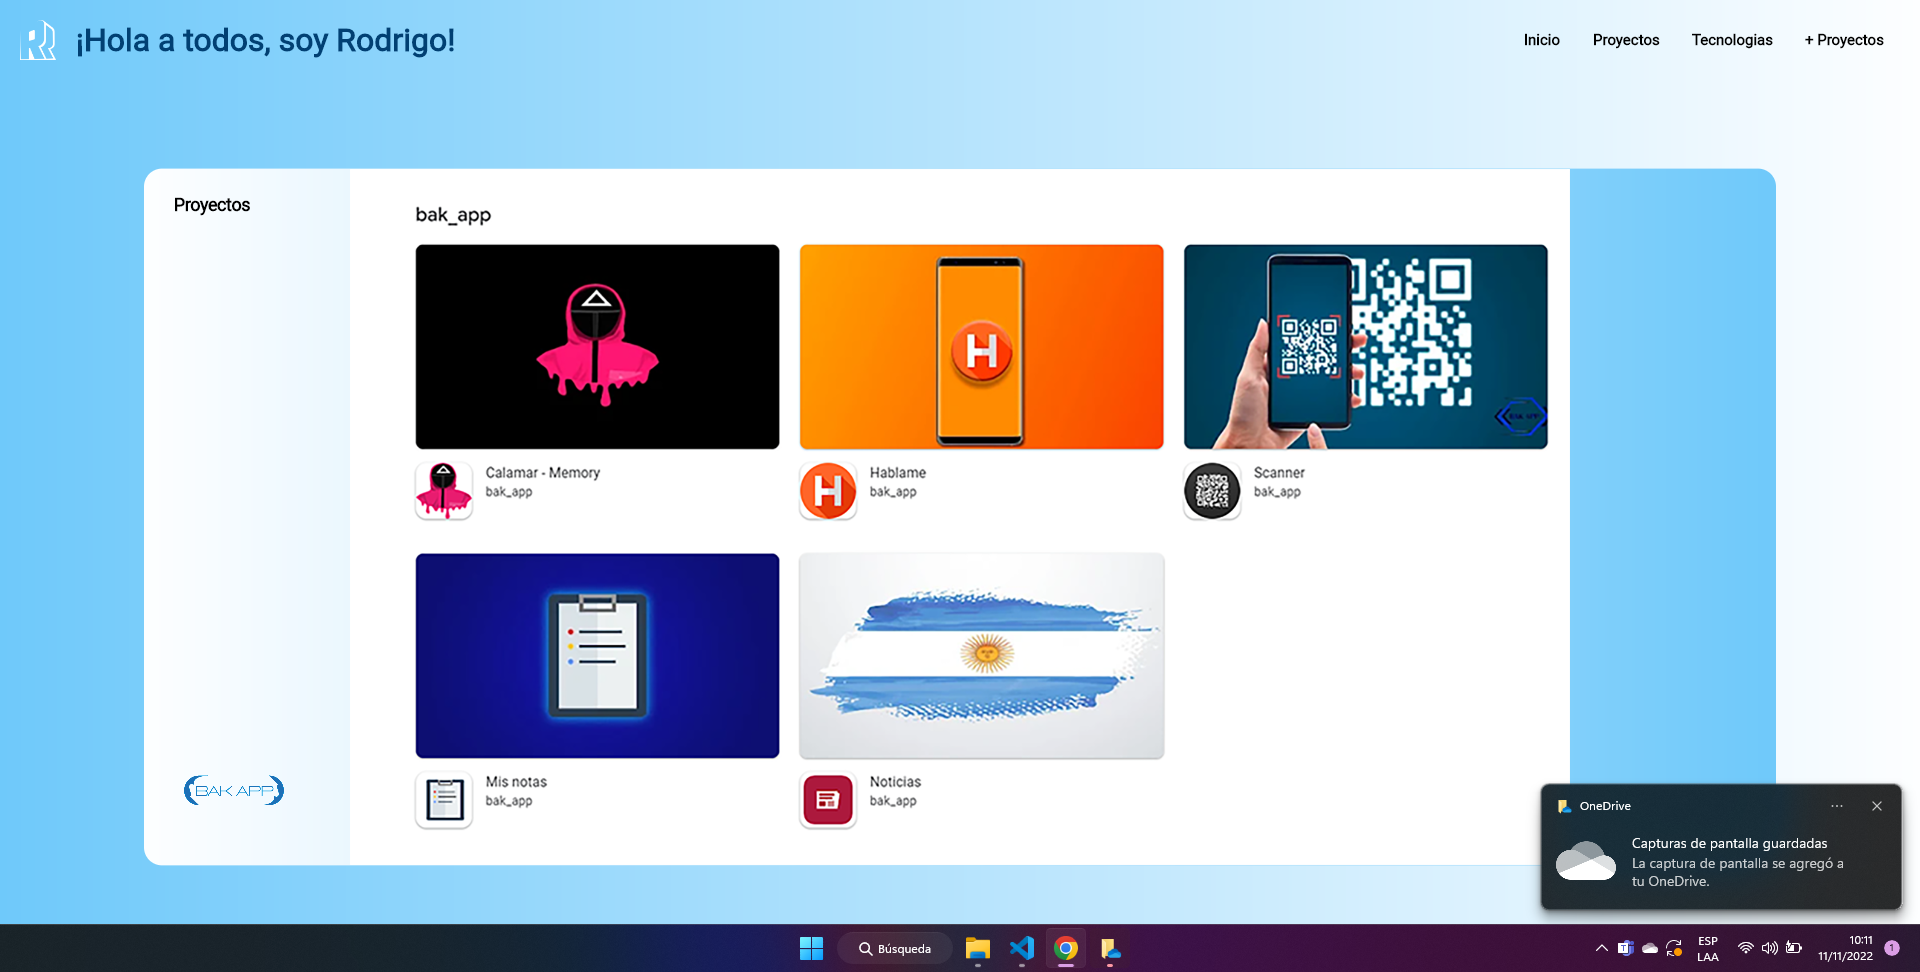 ¡Hola a todos, soy Rodrigo!
Inicio
Proyectos
Tecnologias
+ Proyectos
Proyectos
bak_app
H
BAK APP
Calamar - Memory
bak_app
H
Hablame
bak_app
Scanner
bak_app
BAK APP
Mis notas
bak_app
Noticias
bak_app
OneDrive
Capturas de pantalla guardadas
La captura de pantalla se agregó a
tu OneDrive.
Búsqueda
ESP
LAA
10:11
11/11/2022
1